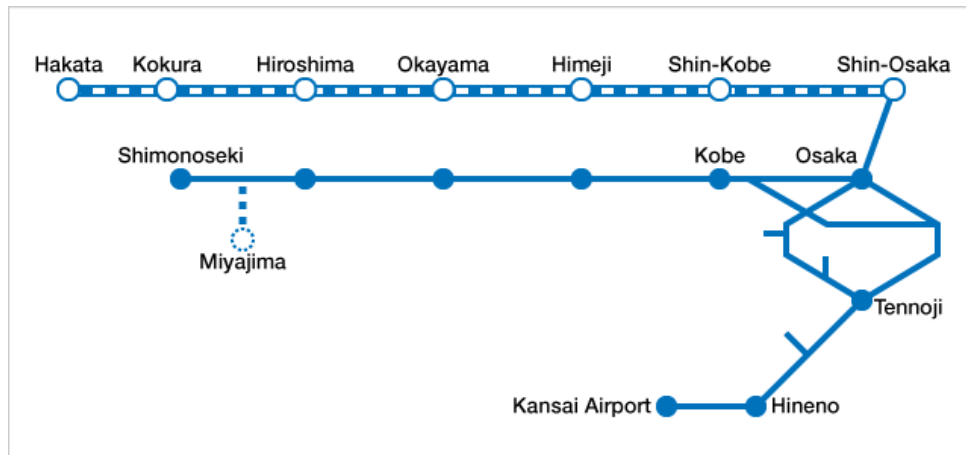 Hakata Kokura Hiroshima Okayama Himeji Shin-Kobe Shin-Osaka
Shimonoseki Kobe Osaka
Miyajima
Tennoji
Kansai Airport Hineno